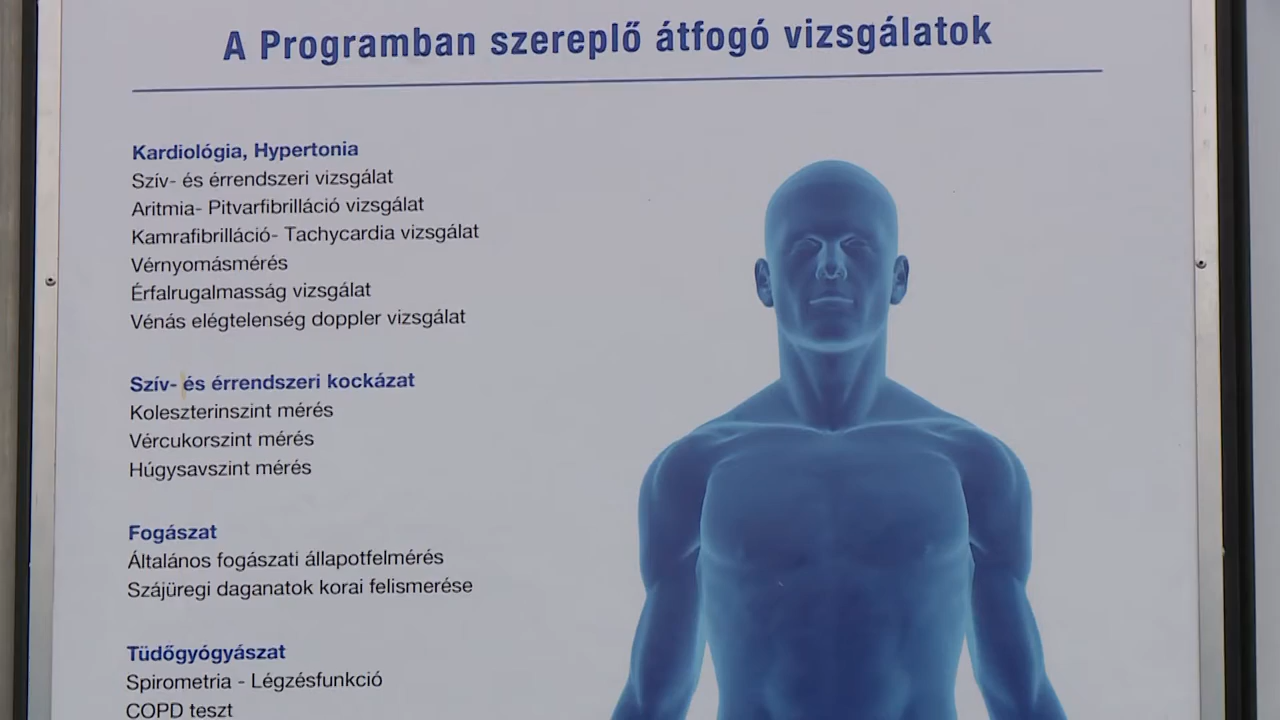 A Programban szereplő átfogó vizsgálatok
Kardiológia, Hypertonia
Szív- és érrendszeri vizsgálat
Aritmia- Pitvarfibrilláció vizsgálat
Kamrafibrilláció- Tachycardia vizsgálat
Vérnyomásmérés
Érfalrugalmasság vizsgálat
Vénás elégtelenség doppler vizsgálat
Szív- és érrendszeri kockázat
Koleszterinszint mérés
Vércukorszint mérés
Húgysavszint mérés
Fogászat
Általános fogászati állapotfelmérés
Szájüregi daganatok korai felismerése
Tüdőgyógyászat
Spirometria - Légzésfunkció
COPD teszt